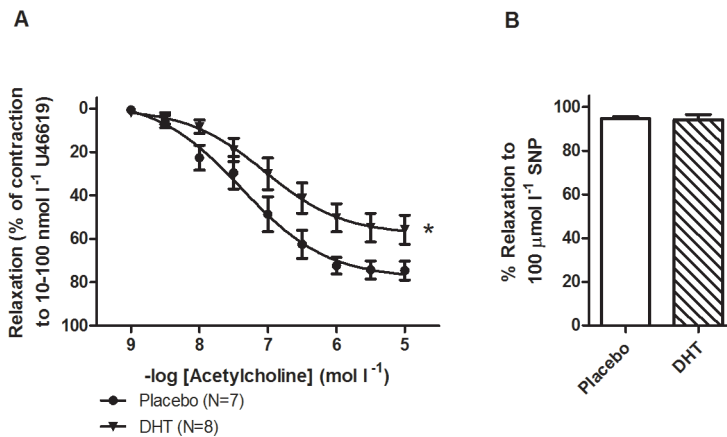 A
Relaxation (% of contraction
to 10-100 nmol l⁻¹ U46619)
0
20
40
60
80
100
*
9 8 7 6 5
-log [Acetylcholine] (mol l⁻¹)
Placebo (N=7)
DHT (N=8)
B
% Relaxation to
100 μmol l⁻¹ SNP
100
80
60
40
20
0
Placebo
DHT